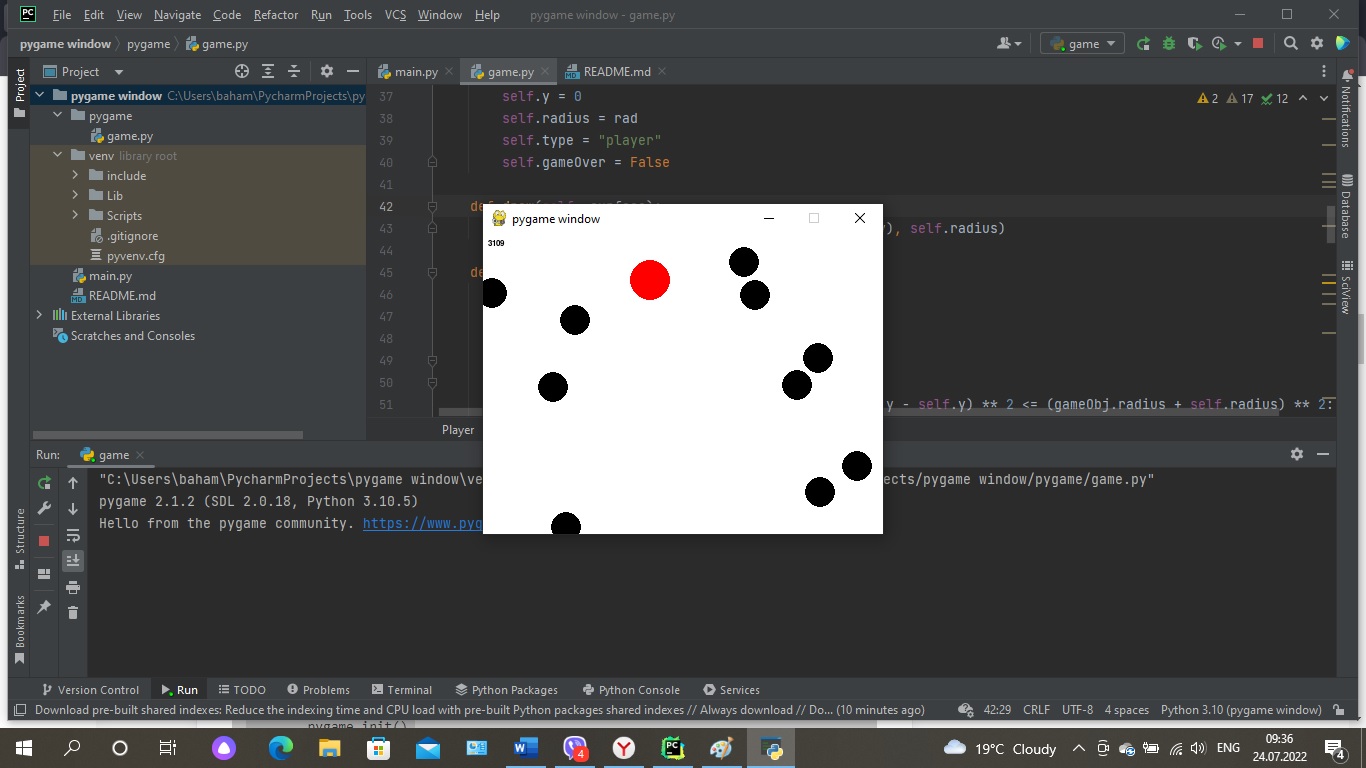 File Edit View Navigate Code Refactor Run Tools VCS Window Help pygame window - game.py
pygame window pygame game.py game
Project main.py game.py README.md
pygame window C:\Users\baham\PycharmProjects\py
pygame
game.py
venv library root
include
Lib
Scripts
.gitignore
pyvenv.cfg
main.py
README.md
External Libraries
Scratches and Consoles
2 17 12
37 self.y = 0
38 self.radius = rad
39 self.type = "player"
40 self.gameOver = False
41
42
43 ), self.radius)
44
45
46
47
48
49
50
51 y - self.y) ** 2 <= (gameObj.radius + self.radius) ** 2:
Player
pygame window
3109
Project
Structure
Bookmarks
Notifications
Database
SciView
Run: game
"C:\Users\baham\PycharmProjects\pygame window\ve ects/pygame window/pygame/game.py"
pygame 2.1.2 (SDL 2.0.18, Python 3.10.5)
Hello from the pygame community. https://www.pyg
Version Control Run TODO Problems Terminal Python Packages Python Console Services
Download pre-built shared indexes: Reduce the indexing time and CPU load with pre-built Python packages shared indexes // Always download // Do... (10 minutes ago) 42:29 CRLF UTF-8 4 spaces Python 3.10 (pygame window)
pygame.init()
4 19°C Cloudy ENG 09:36
24.07.2022 4